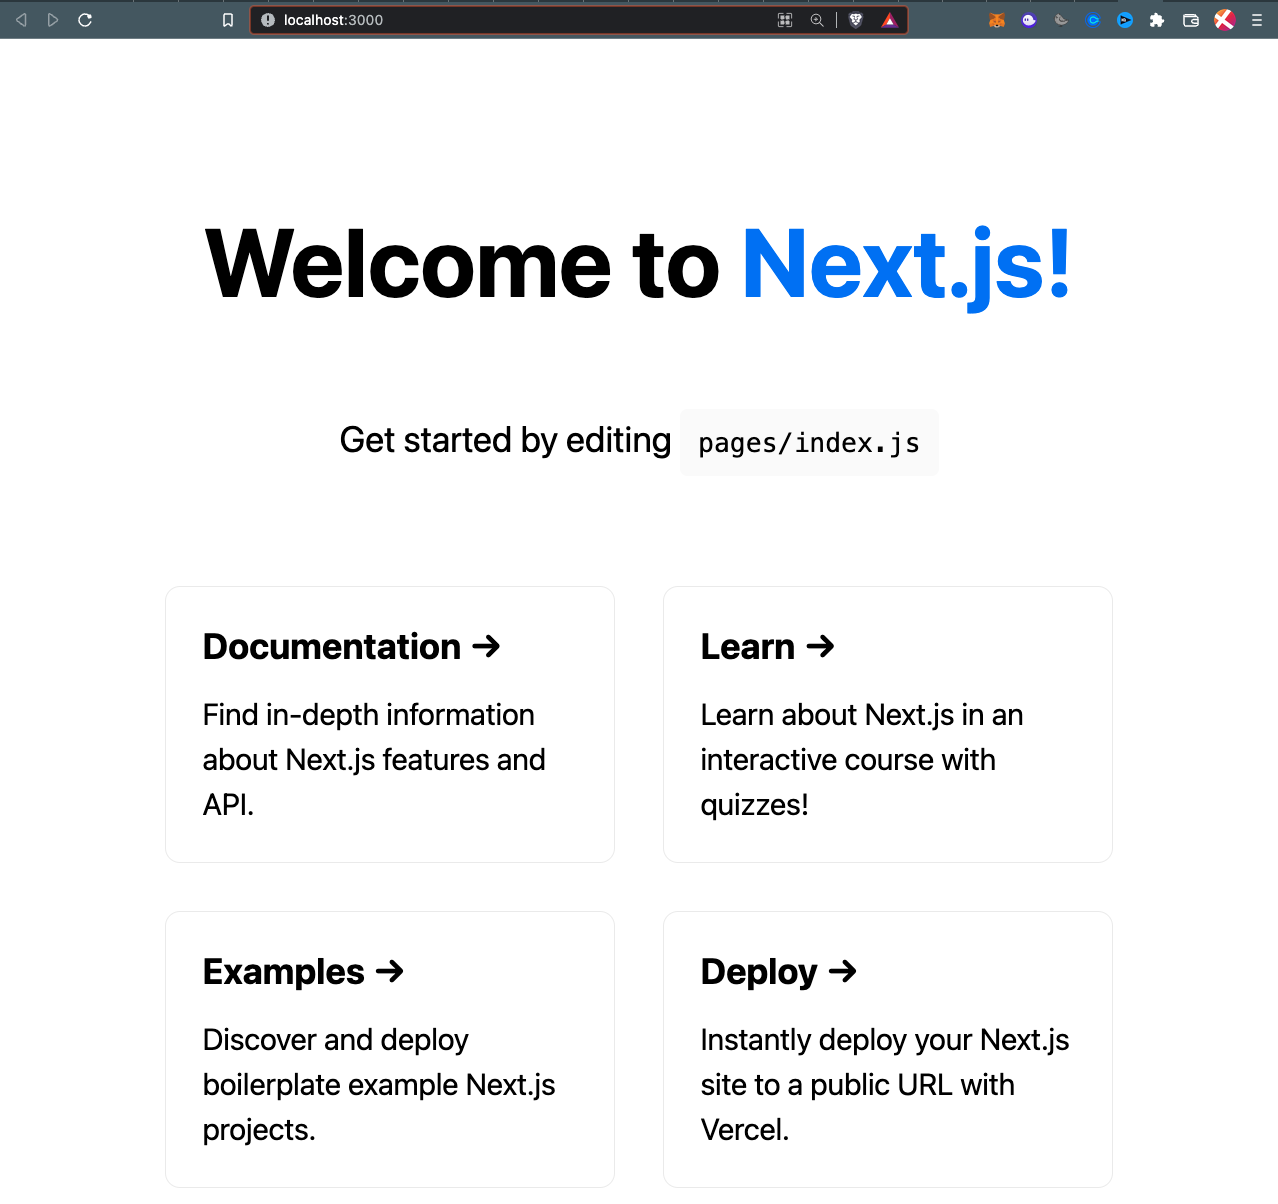 localhost:3000
Welcome to Next.js!
Get started by editing pages/index.js
Documentation →
Find in-depth information
about Next.js features and
API.
Learn →
Learn about Next.js in an
interactive course with
quizzes!
Examples →
Discover and deploy
boilerplate example Next.js
projects.
Deploy →
Instantly deploy your Next.js
site to a public URL with
Vercel.